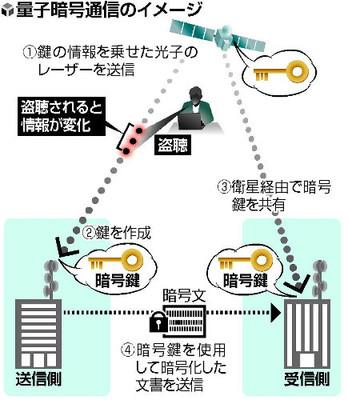 量子暗号通信のイメージ
①鍵の情報を乗せた光子の
レーザーを送信
盗聴されると
情報が変化
盗聴
③衛星経由で暗号
鍵を共有
②鍵を作成
暗号鍵
暗号鍵
暗号文
送信側
受信側
④暗号鍵を使用
して暗号化した
文書を送信